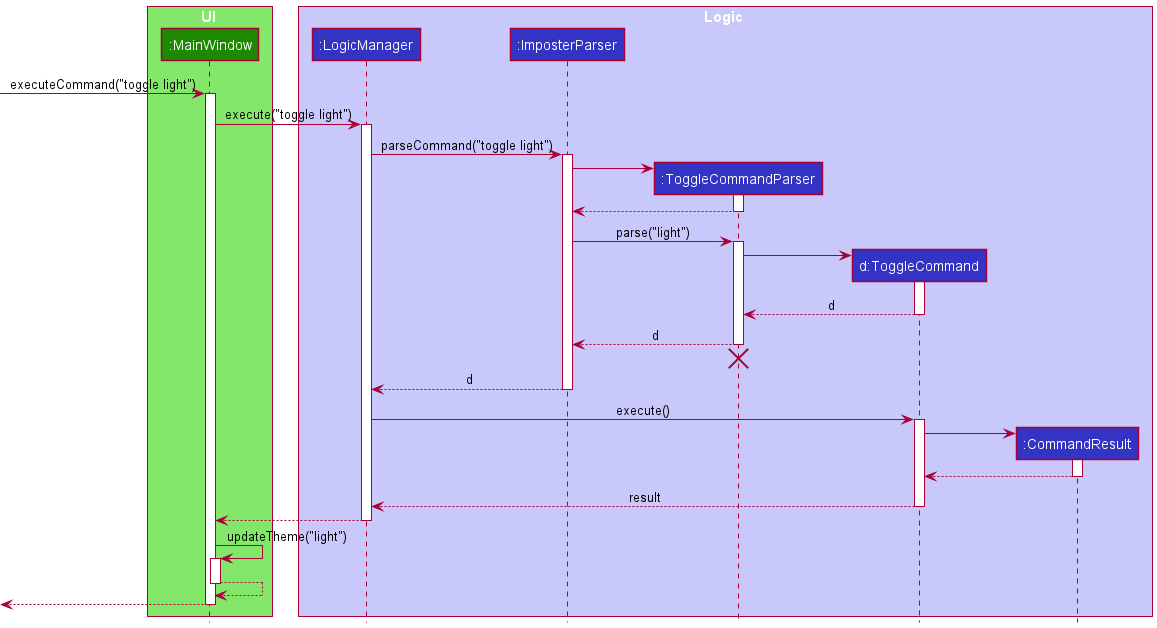 UI
Logic
:MainWindow
:LogicManager
:ImposterParser
executeCommand("toggle light")
execute("toggle light")
parseCommand("toggle light")
:ToggleCommandParser
parse("light")
d:ToggleCommand
d
d
d
execute()
:CommandResult
result
updateTheme("light")